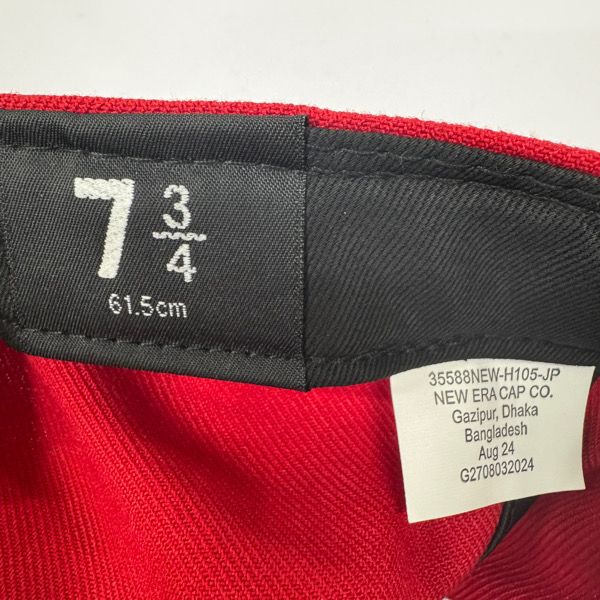 7 3/4
61.5cm
35588NEW-H105-JP
NEW ERA CAP CO.
Gazipur, Dhaka
Bangladesh
Aug 24
G2708032024